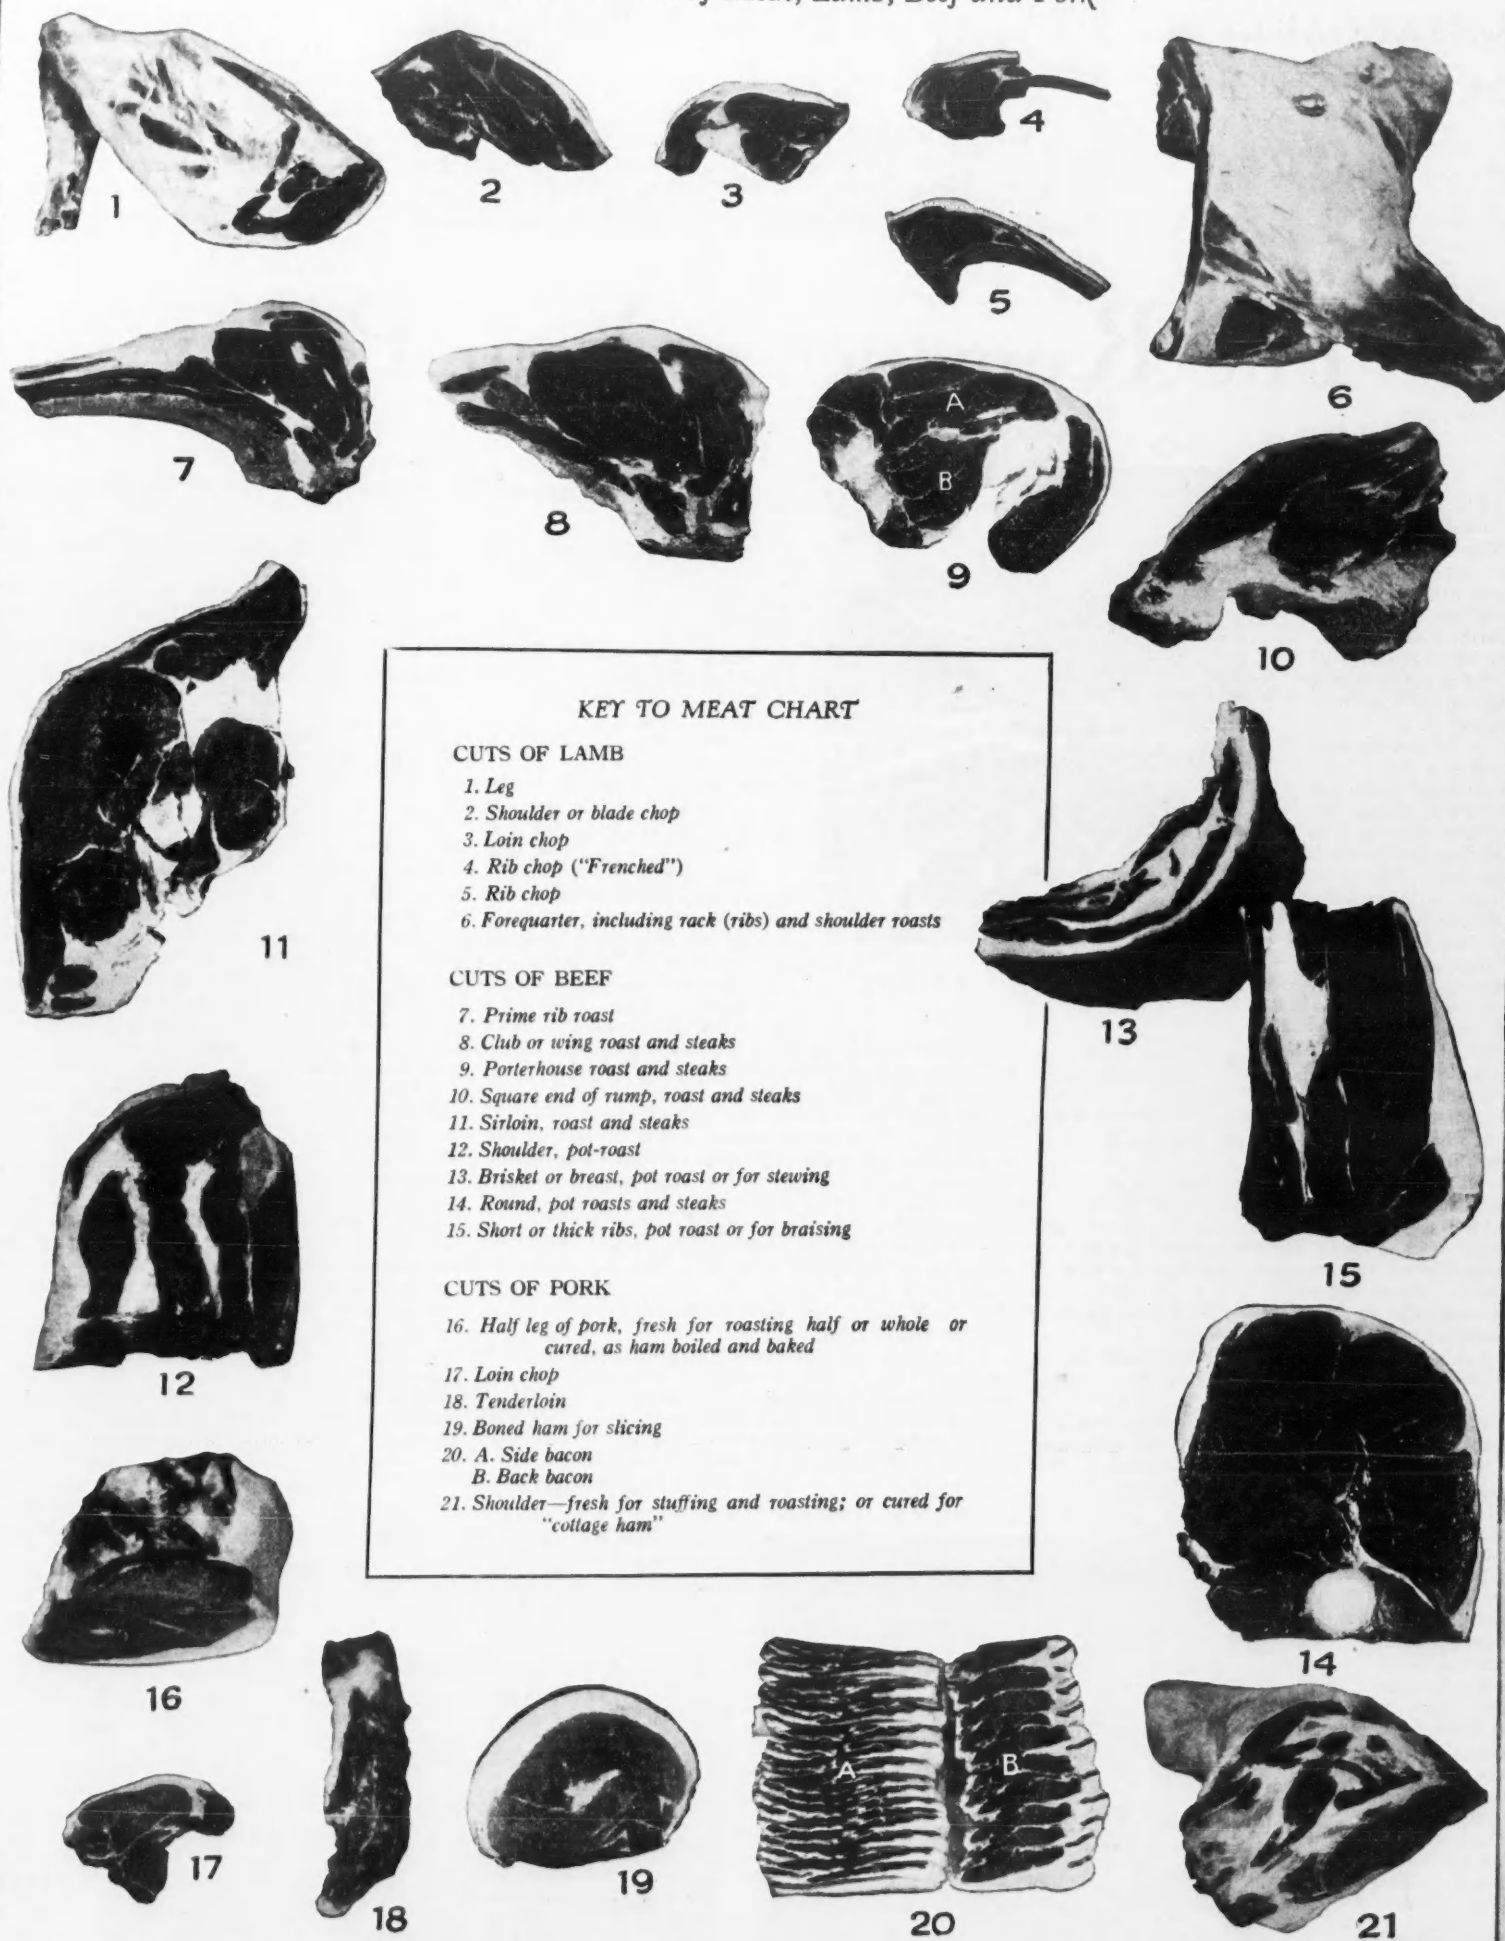 Lamb, Beef and Pork
1
2
3
4
5
6
7
8
A
B
9
10
11
KEY TO MEAT CHART
CUTS OF LAMB
1. Leg
2. Shoulder or blade chop
3. Loin chop
4. Rib chop ("Frenched")
5. Rib chop
6. Forequarter, including rack (ribs) and shoulder roasts
CUTS OF BEEF
7. Prime rib roast
8. Club or wing roast and steaks
9. Porterhouse roast and steaks
10. Square end of rump, roast and steaks
11. Sirloin, roast and steaks
12. Shoulder, pot-roast
13. Brisket or breast, pot roast or for stewing
14. Round, pot roasts and steaks
15. Short or thick ribs, pot roast or for braising
CUTS OF PORK
16. Half leg of pork, fresh for roasting half or whole or
cured, as ham boiled and baked
17. Loin chop
18. Tenderloin
19. Boned ham for slicing
20. A. Side bacon
B. Back bacon
21. Shoulder—fresh for stuffing and roasting; or cured for
"cottage ham"
13
15
12
14
16
17
18
19
A
B
20
21